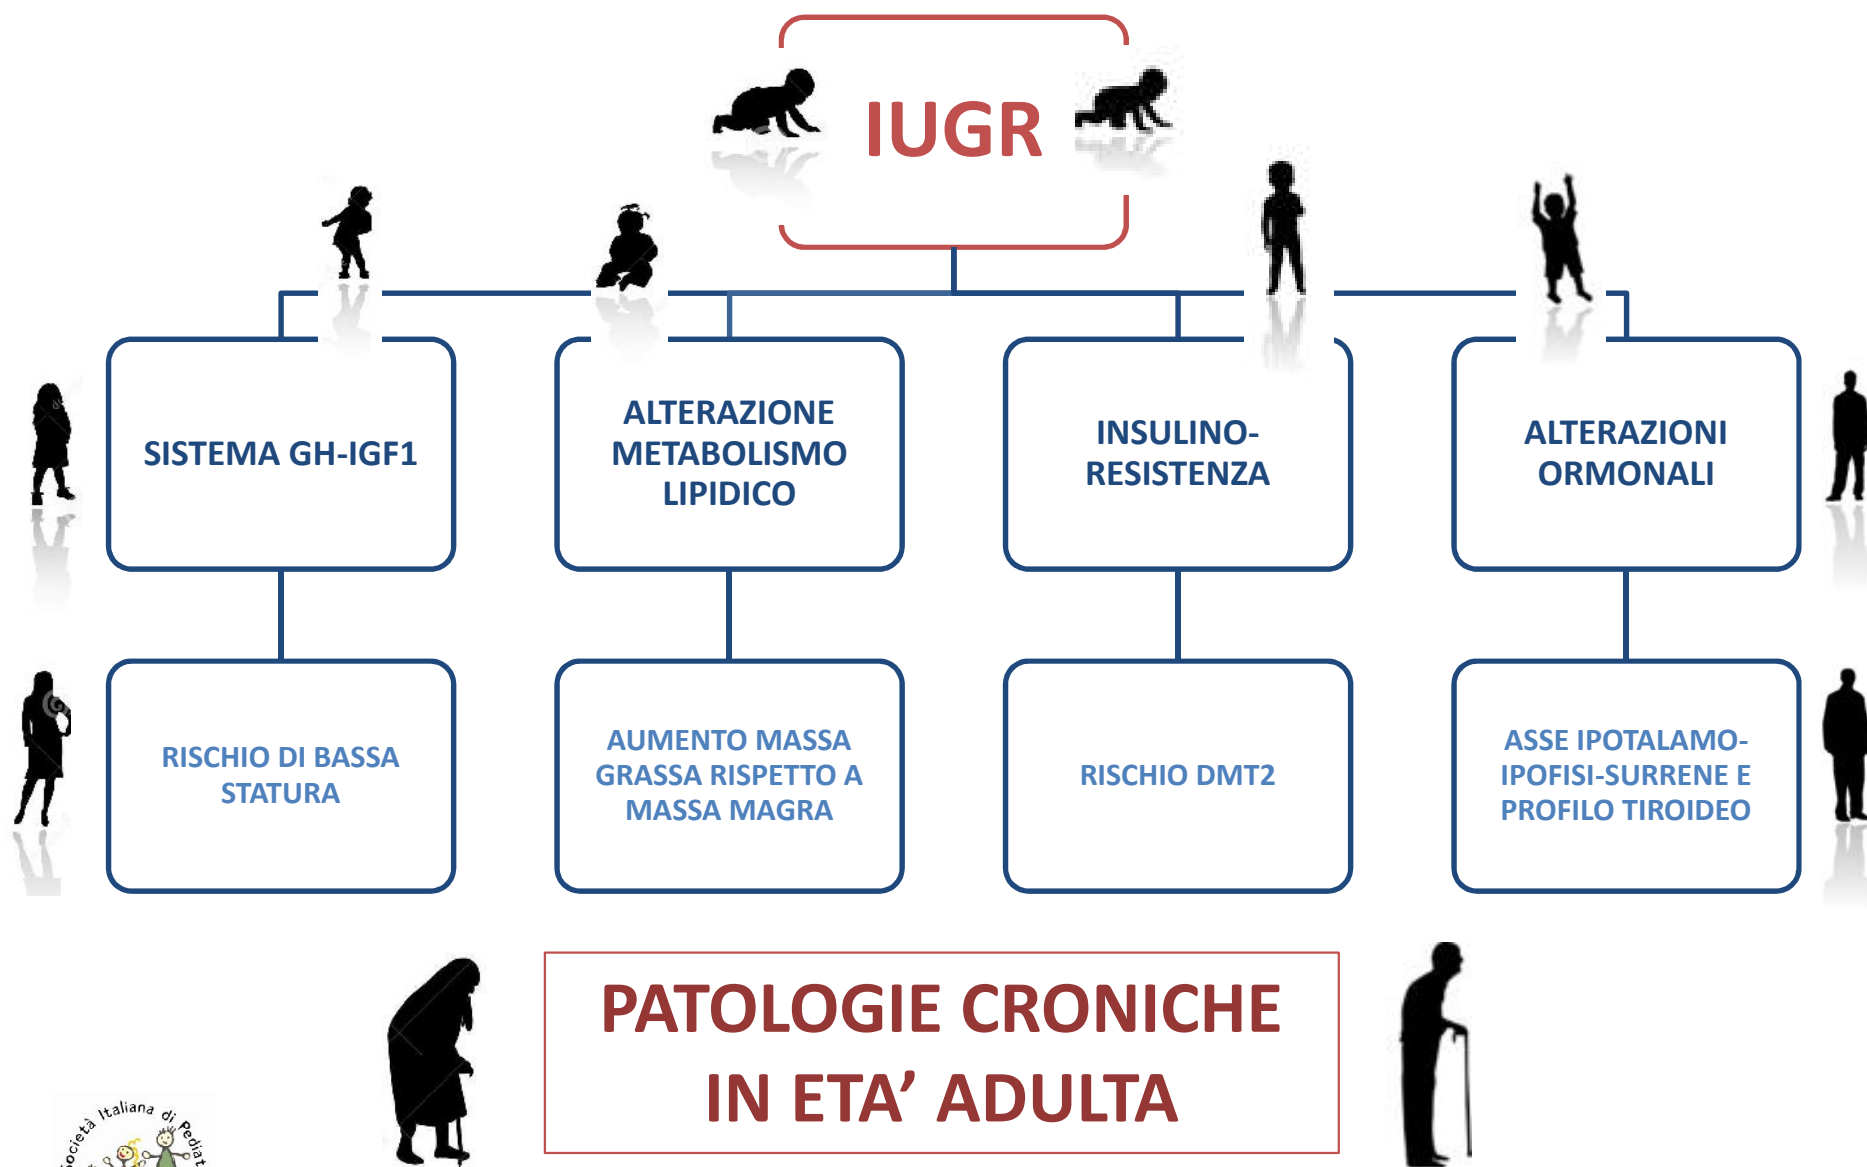 IUGR
SISTEMA GH-IGF1
ALTERAZIONE
METABOLISMO
LIPIDICO
INSULINO-
RESISTENZA
ALTERAZIONI
ORMONALI
RISCHIO DI BASSA
STATURA
AUMENTO MASSA
GRASSA RISPETTO A
MASSA MAGRA
RISCHIO DMT2
ASSE IPOTALAMO-
IPOFISI-SURRENE E
PROFILO TIROIDEO
PATOLOGIE CRONICHE
IN ETA’ ADULTA
Società Italiana di Pediat